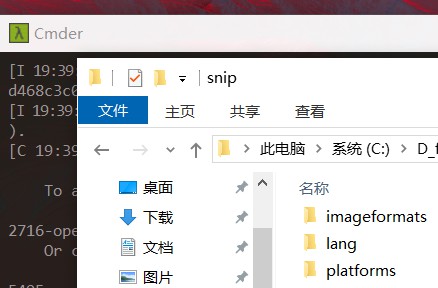 Cmder
[I 19:39:
d468c3c0
[I 19:39:
).
[C 19:39
To a
2716-ope
Or c
snip
文件 主页 共享 查看
此电脑 系统 (C:) D_f
桌面
下载
文档
图片
名称
imageformats
lang
platforms